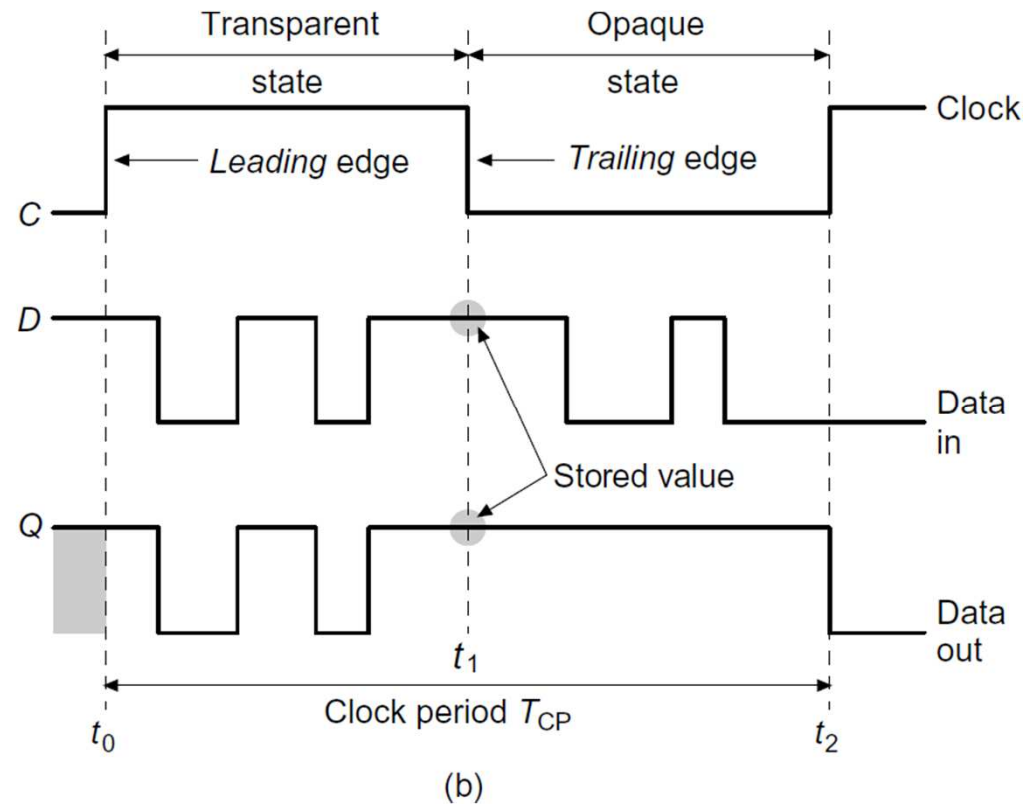 Transparent
Opaque
state
state
Clock
Leading edge
Trailing edge
C
D
Data
in
Stored value
Q
Data
out
t1
Clock period TCP
t0
t2
(b)